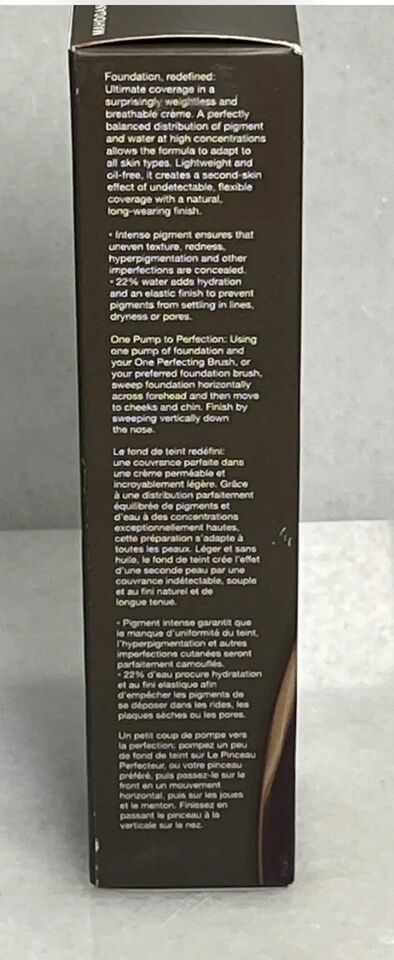 Foundation, redefined:
Ultimate coverage in a
surprisingly weightless and
breathable crème. A perfectly
balanced distribution of pigment
and water at high concentrations
allows the formula to adapt to
all skin types. Lightweight and
oil-free, it creates a second-skin
effect of undetectable, flexible
coverage with a natural,
long-wearing finish.
• Intense pigment ensures that
uneven texture, redness,
hyperpigmentation and other
imperfections are concealed.
• 22% water adds hydration
and an elastic finish to prevent
pigments from settling in lines,
dryness or pores.
One Pump to Perfection: Using
one pump of foundation and
your One Perfecting Brush, or
your preferred foundation brush,
sweep foundation horizontally
across forehead and then move
to cheeks and chin. Finish by
sweeping vertically down
the nose.
Le fond de teint redéfini:
une couvrance parfaite dans
une crème perméable et
incroyablement légère. Grâce
à une distribution parfaitement
équilibrée de pigments et
d'eau à des concentrations
exceptionnellement hautes,
cette préparation s'adapte à
toutes les peaux. Léger et sans
huile, le fond de teint crée l'effet
d'une seconde peau par une
couvrance indétectable, souple
et au fini naturel et de
longue tenue.
• Pigment intense garantit que
le manque d'uniformité du teint,
l'hyperpigmentation et autres
imperfections cutanées seront
parfaitement camouflés.
• 22% d'eau procure hydratation
et au fini elastique afin
d'empêcher les pigments de
se déposer dans les rides, les
plaques sèches ou les pores.
Un petit coup de pompe vers
la perfection: pompez un peu
de fond de teint sur Le Pinceau
Perfecteur, ou votre pinceau
préféré, puis passez-le sur le
front en un mouvement
horizontal, puis sur les joues
et le menton. Finissez en
passant le pinceau à la
verticale sur le nez.